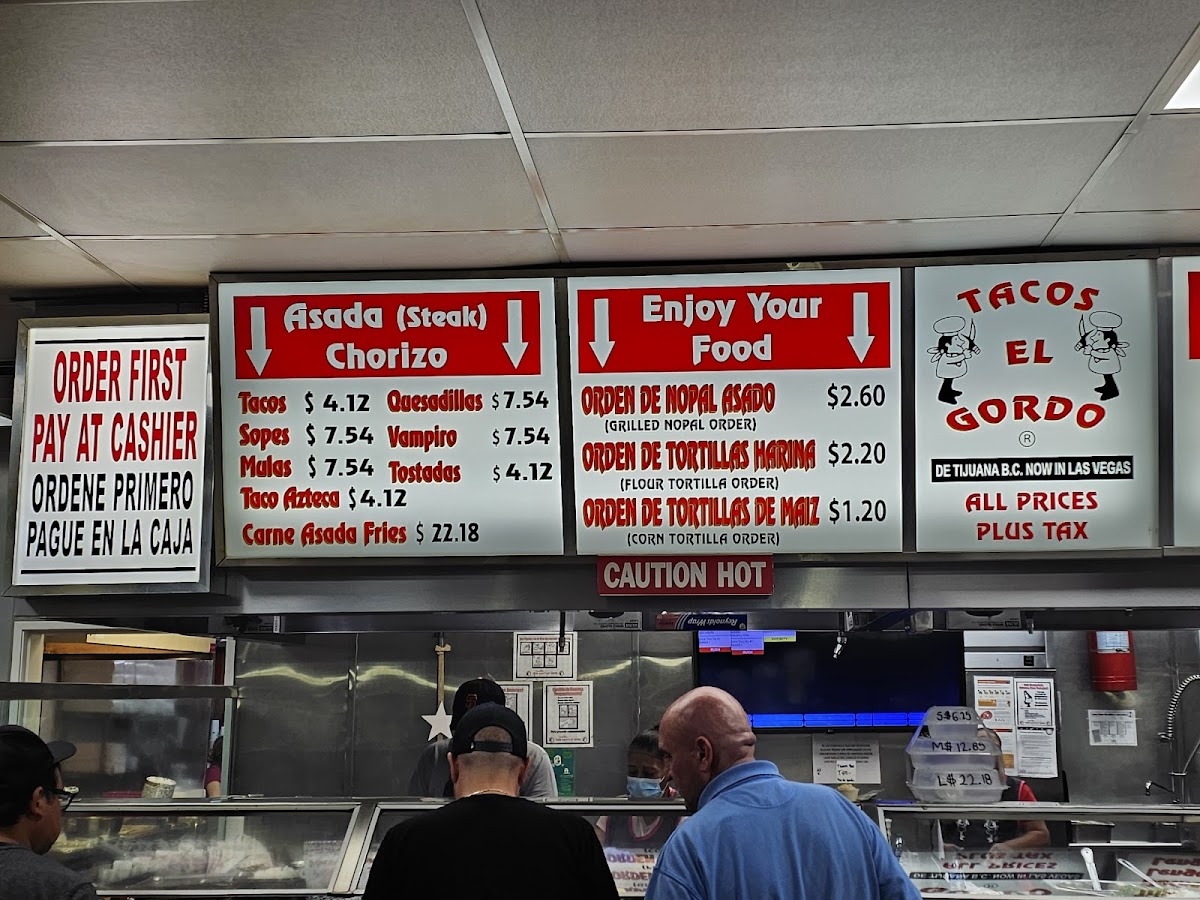 ORDER FIRST
PAY AT CASHIER
ORDENE PRIMERO
PAGUE EN LA CAJA
Asada (Steak)
Chorizo
Tacos $ 4.12 Quesadillas $7.54
Sopes $ 7.54 Vampiro $7.54
Mulas $ 7.54 Tostadas $4.12
Taco Azteca $4.12
Carne Asada Fries $ 22.18
Enjoy Your
Food
ORDEN DE NOPAL ASADO $2.60
(GRILLED NOPAL ORDER)
ORDEN DE TORTILLAS HARINA $2.20
(FLOUR TORTILLA ORDER)
ORDEN DE TORTILLAS DE MAIZ $1.20
(CORN TORTILLA ORDER)
CAUTION HOT
TACOS
EL
GORDO
®
DE TIJUANA B.C. NOW IN LAS VEGAS
ALL PRICES
PLUS TAX
Reynolds Wrap
S $6.25
M $ 12.85
L $ 22.18